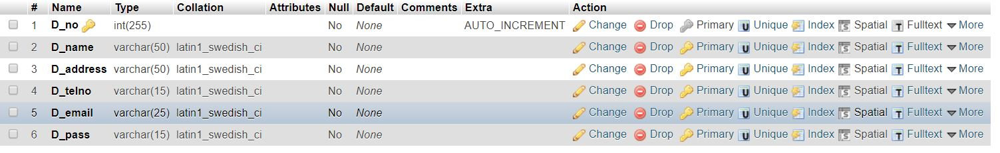 # Name Type Collation Attributes Null Default Comments Extra Action
1 D_no int(255) No None AUTO_INCREMENT Change Drop Primary Unique Index Spatial Fulltext More
2 D_name varchar(50) latin1_swedish_ci No None Change Drop Primary Unique Index Spatial Fulltext More
3 D_address varchar(50) latin1_swedish_ci No None Change Drop Primary Unique Index Spatial Fulltext More
4 D_telno varchar(15) latin1_swedish_ci No None Change Drop Primary Unique Index Spatial Fulltext More
5 D_email varchar(25) latin1_swedish_ci No None Change Drop Primary Unique Index Spatial Fulltext More
6 D_pass varchar(15) latin1_swedish_ci No None Change Drop Primary Unique Index Spatial Fulltext More